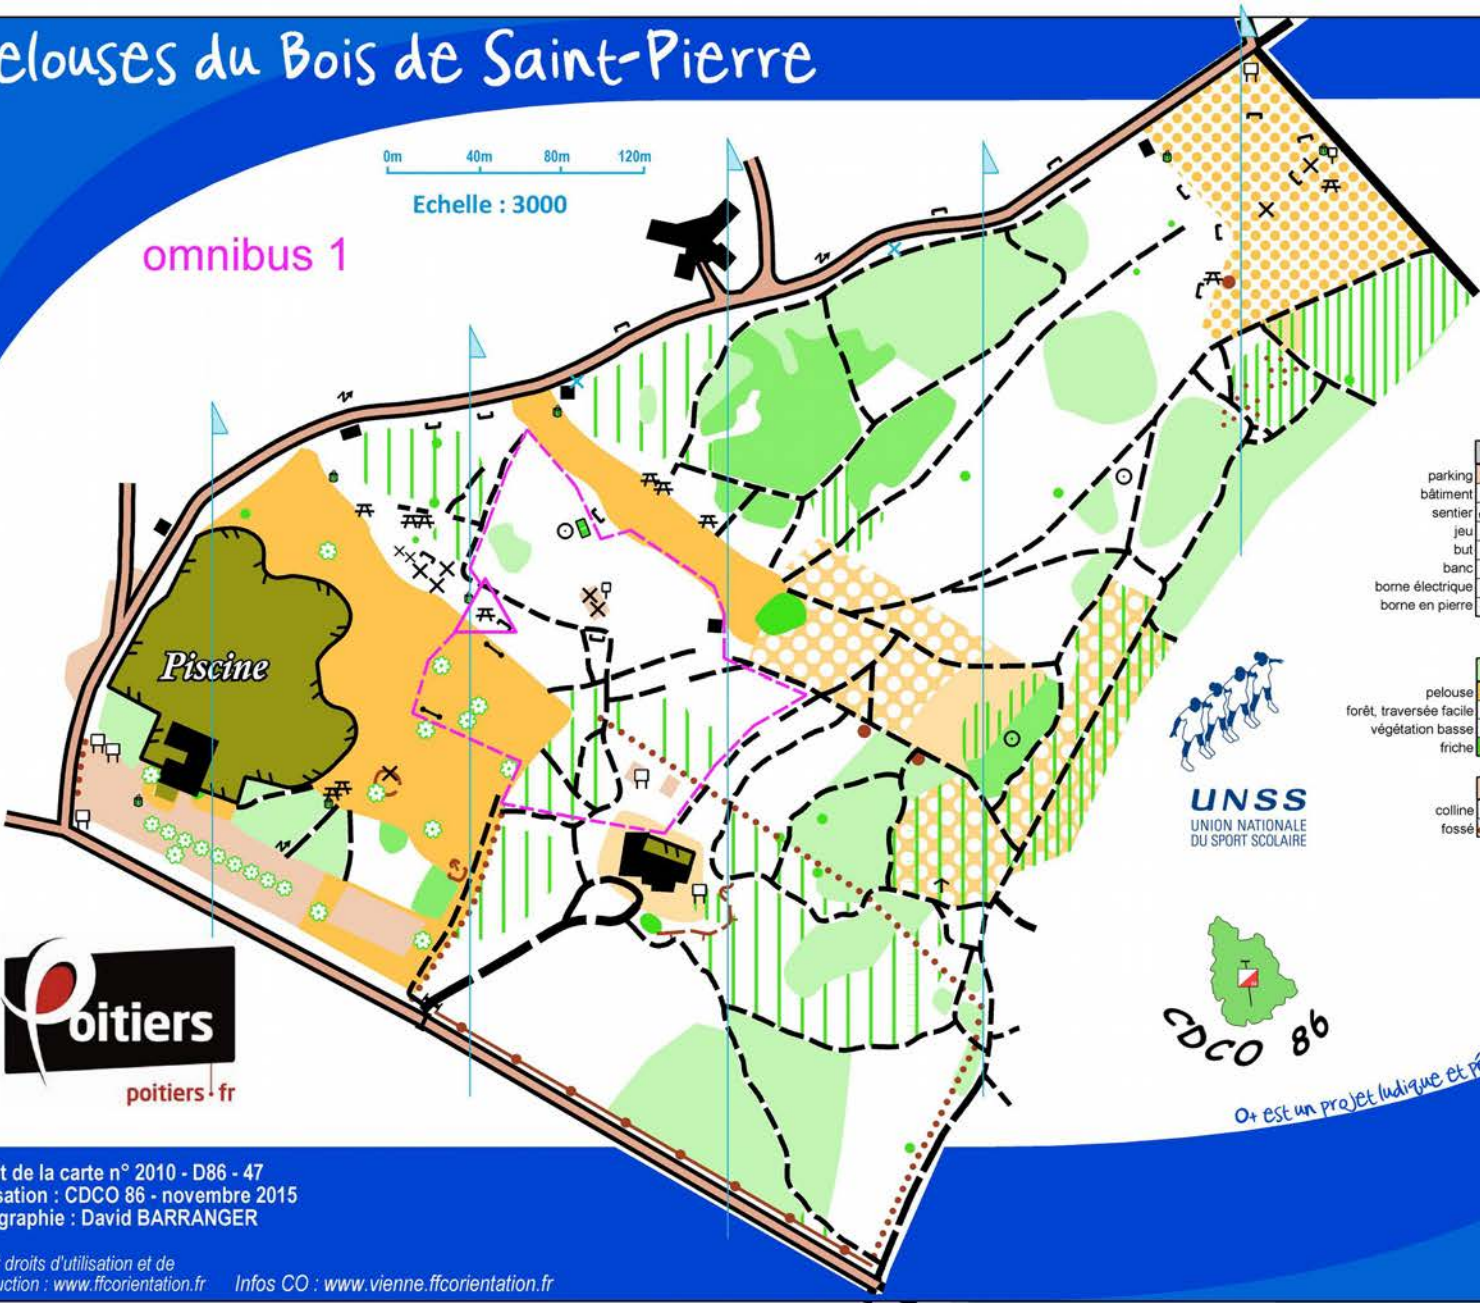 elouses du Bois de Saint-Pierre
0m 40m 80m 120m
Echelle : 3000
omnibus 1
Piscine
parking
bâtiment
sentier
jeu
but
banc
borne électrique
borne en pierre
pelouse
forêt, traversée facile
végétation basse
friche
colline
fossé
UNSS
UNION NATIONALE
DU SPORT SCOLAIRE
CDCO 86
O+ est un projet ludique et pé
Poitiers
poitiers.fr
t de la carte n° 2010 - D86 - 47
sation : CDCO 86 - novembre 2015
graphie : David BARRANGER
droits d'utilisation et de
uction : www.ffcorientation.fr Infos CO : www.vienne.ffcorientation.fr